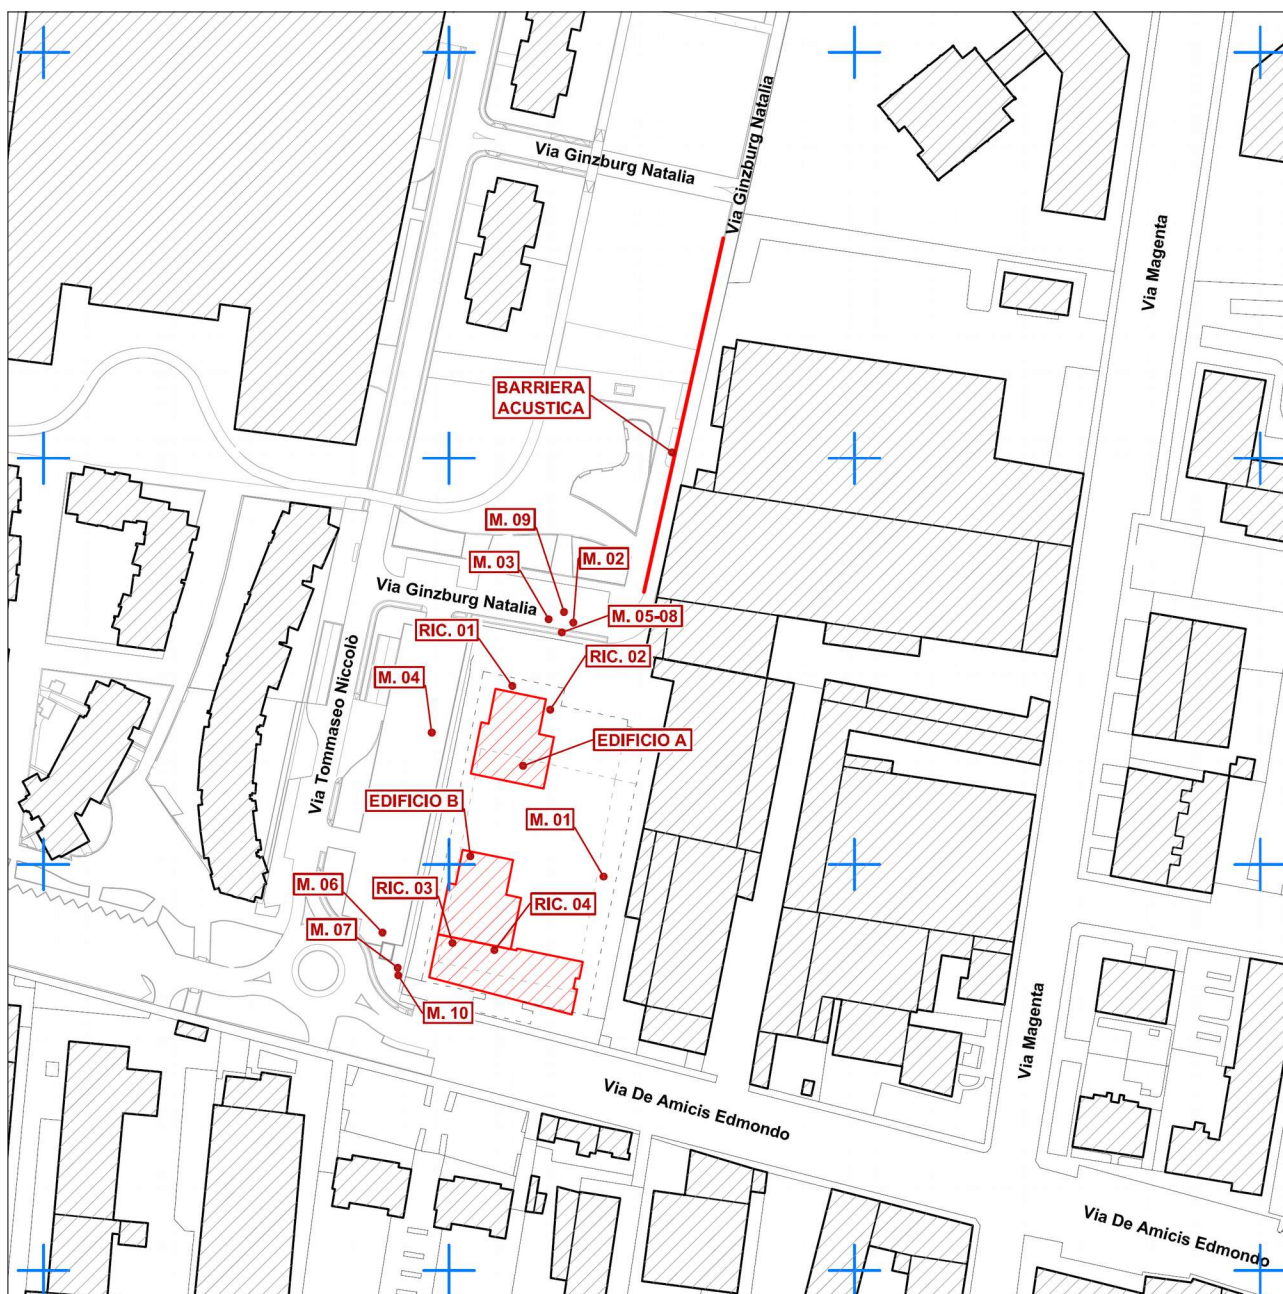 Via Ginzburg Natalia
Via Ginzburg Natalia
Via Magenta
BARRIERA
ACUSTICA
M. 09
M. 03
M. 02
Via Ginzburg Natalia
M. 05-08
RIC. 01
RIC. 02
M. 04
EDIFICIO A
Via Tommaseo Niccolò
EDIFICIO B
M. 01
M. 06
RIC. 03
RIC. 04
M. 07
M. 10
Via Magenta
Via De Amicis Edmondo
Via De Amicis Edmondo